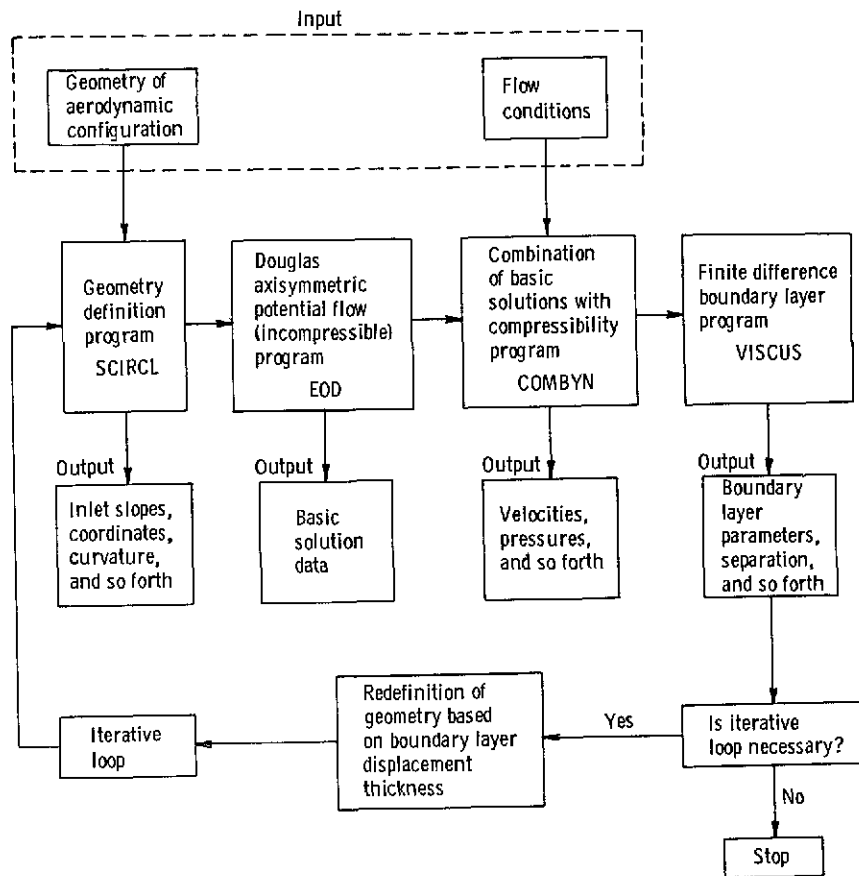 Input
Geometry of
aerodynamic
configuration
Flow
conditions
Geometry
definition
program
SCIRCL
Douglas
axisymmetric
potential flow
(incompressible)
program
EOD
Combination
of basic
solutions with
compressibility
program
COMBYN
Finite difference
boundary layer
program
VISCUS
Output
Inlet slopes,
coordinates,
curvature,
and so forth
Output
Basic
solution
data
Output
Velocities,
pressures,
and so forth
Output
Boundary
layer
parameters,
separation,
and so forth
Iterative
loop
Redefinition of
geometry based
on boundary layer
displacement
thickness
Yes
Is iterative
loop necessary?
No
Stop